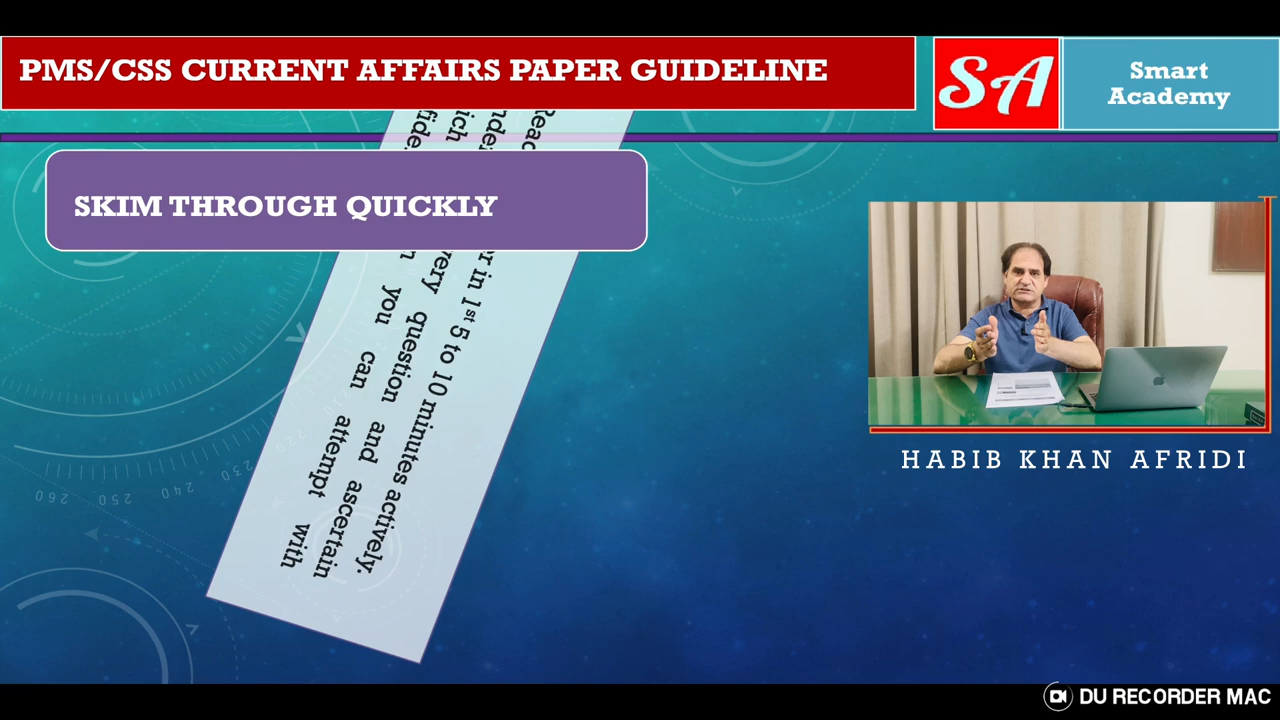 PMS/CSS CURRENT AFFAIRS PAPER GUIDELINE
SA
Smart
Academy
SKIM THROUGH QUICKLY
in 1st 5 to 10 minutes actively.
question and ascertain
you can attempt with
HABIB KHAN AFRIDI
DU RECORDER MAC